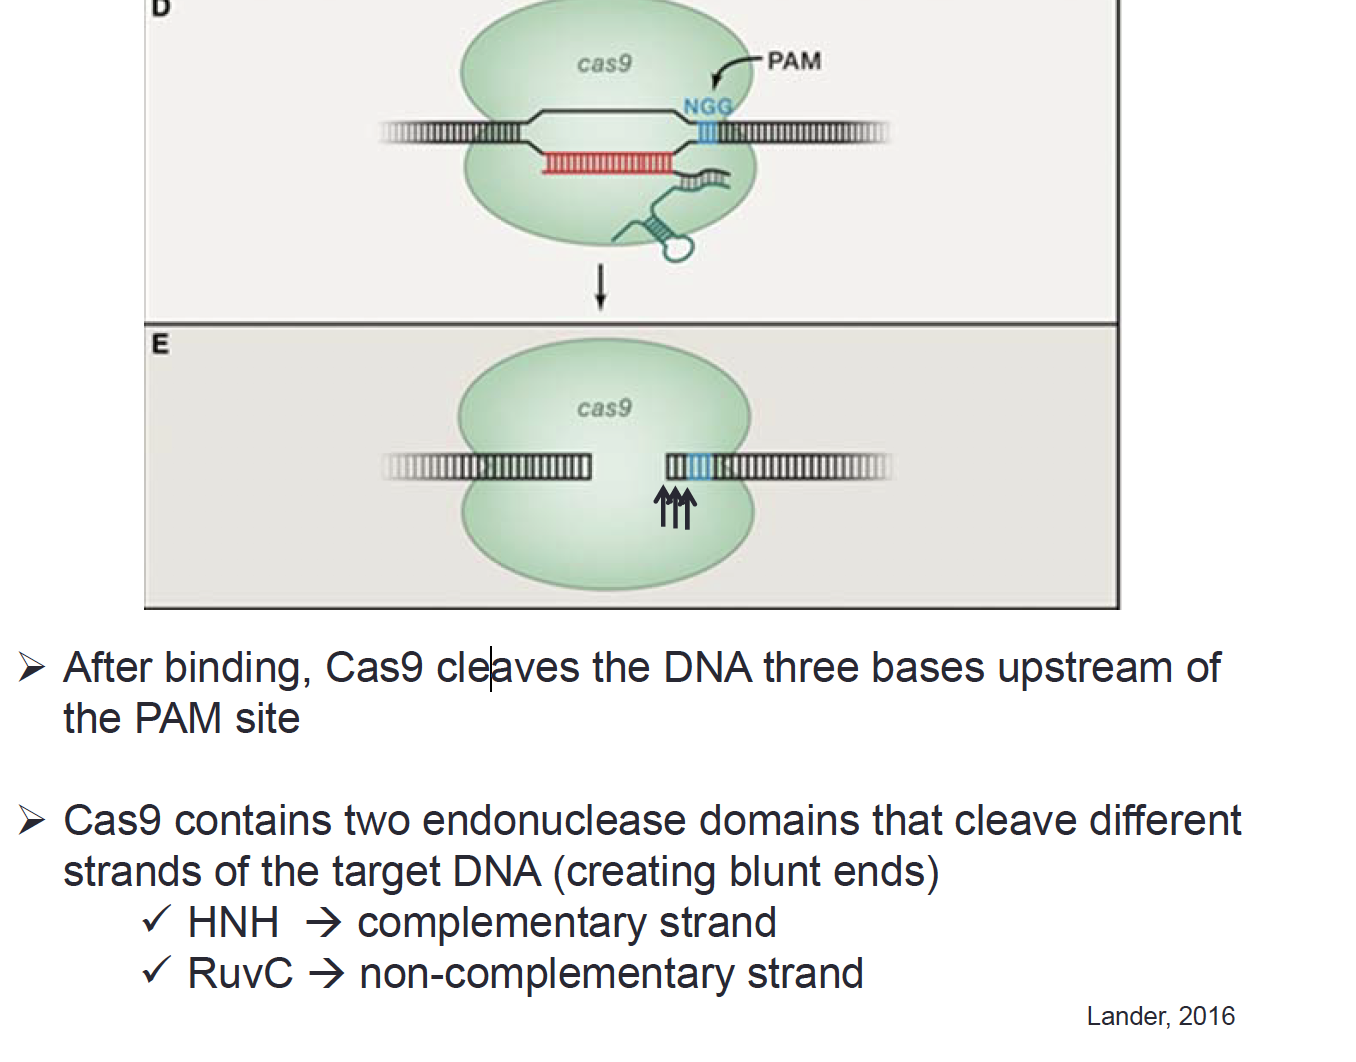 D
cas9
PAM
NGG
E
cas9
➢ After binding, Cas9 cleaves the DNA three bases upstream of
the PAM site
➢ Cas9 contains two endonuclease domains that cleave different
strands of the target DNA (creating blunt ends)
✓ HNH → complementary strand
✓ RuvC → non-complementary strand
Lander, 2016